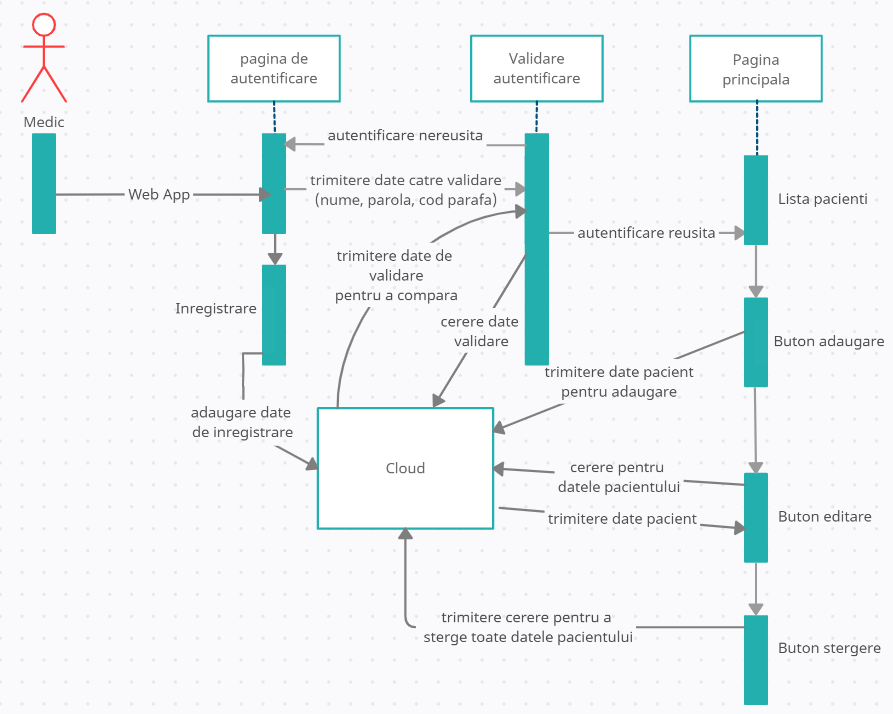 pagina de
autentificare
Validare
autentificare
Pagina
principala
Medic
autentificare nereusita
Web App
trimitere date catre validare
(nume, parola, cod parafa)
Lista pacienti
autentificare reusita
trimitere date de
validare
pentru a compara
Inregistrare
cerere date
validare
Buton adaugare
trimitere date pacient
pentru adaugare
adaugare date
de inregistrare
Cloud
cerere pentru
datele pacientului
trimitere date pacient
Buton editare
trimitere cerere pentru a
sterge toate datele pacientului
Buton stergere